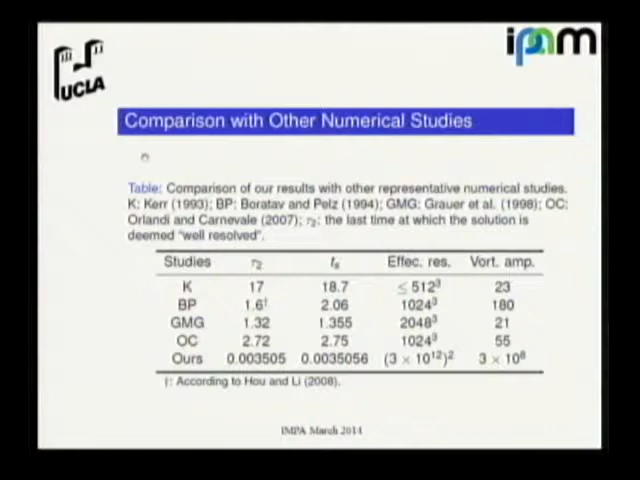 ipam
UCLA
Comparison with Other Numerical Studies
Table: Comparison of our results with other representative numerical studies.
K: Kerr (1993); BP: Boratav and Pelz (1994); GMG: Grauer et al. (1998); OC:
Orlandi and Carnevale (2007); τ₂: the last time at which the solution is
deemed "well resolved".
Studies τ₂ tₛ Effec. res. Vort. amp.
K 17 18.7 ≤ 512³ 23
BP 1.6† 2.06 1024³ 180
GMG 1.32 1.355 2048³ 21
OC 2.72 2.75 1024³ 55
Ours 0.003505 0.0035056 (3 × 10¹²)² 3 × 10⁸
†: According to Hou and Li (2008).
IMPA March 2014